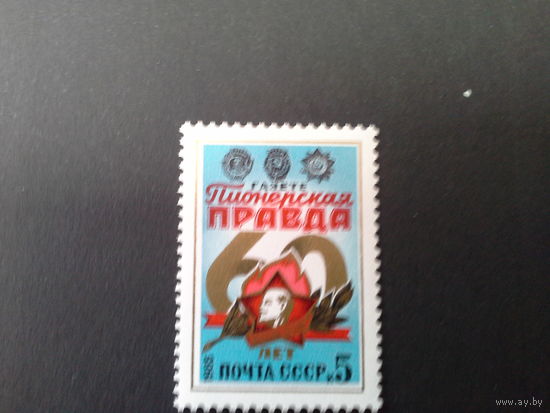 ГАЗЕТЕ
Пионерская
ПРАВДА
60
ЛЕТ
1985
ПОЧТА СССР к5
www.ay.by